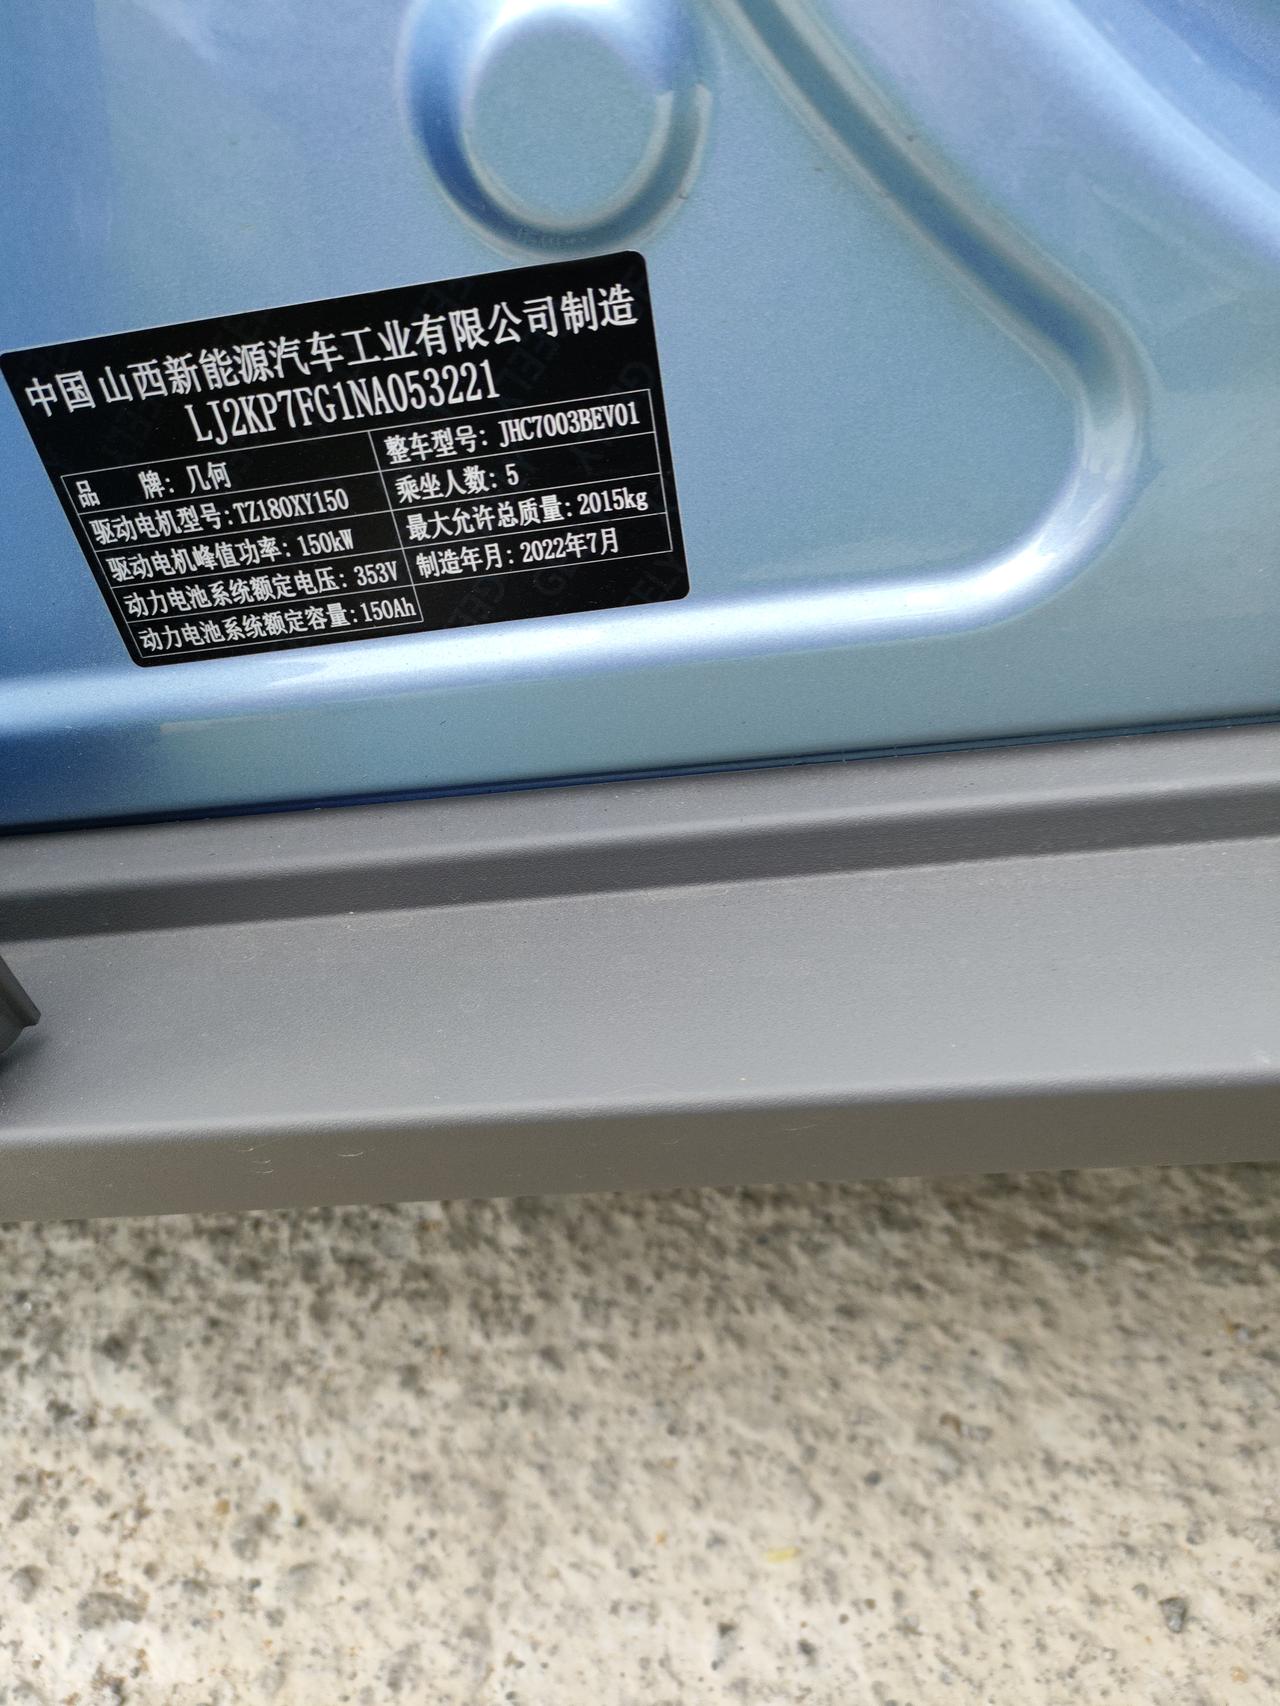 中国 山西新能源汽车工业有限公司制造
LJ2KP7FG1NA053221
品 牌: 几何
整车型号: JHC7003BEV01
驱动电机型号:TZ180XY150
乘坐人数: 5
驱动电机峰值功率: 150kW
最大允许总质量: 2015kg
动力电池系统额定电压: 353V
制造年月: 2022年7月
动力电池系统额定容量:150Ah